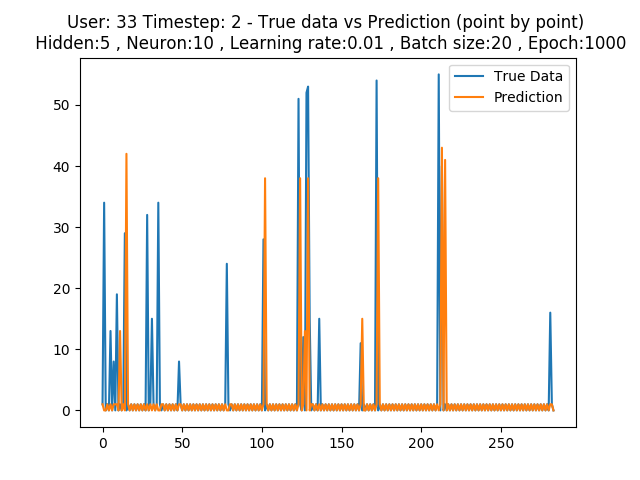 User: 33 Timestep: 2 - True data vs Prediction (point by point)
Hidden:5 , Neuron:10 , Learning rate:0.01 , Batch size:20 , Epoch:1000
True Data
Prediction
50
40
30
20
10
0
0 50 100 150 200 250